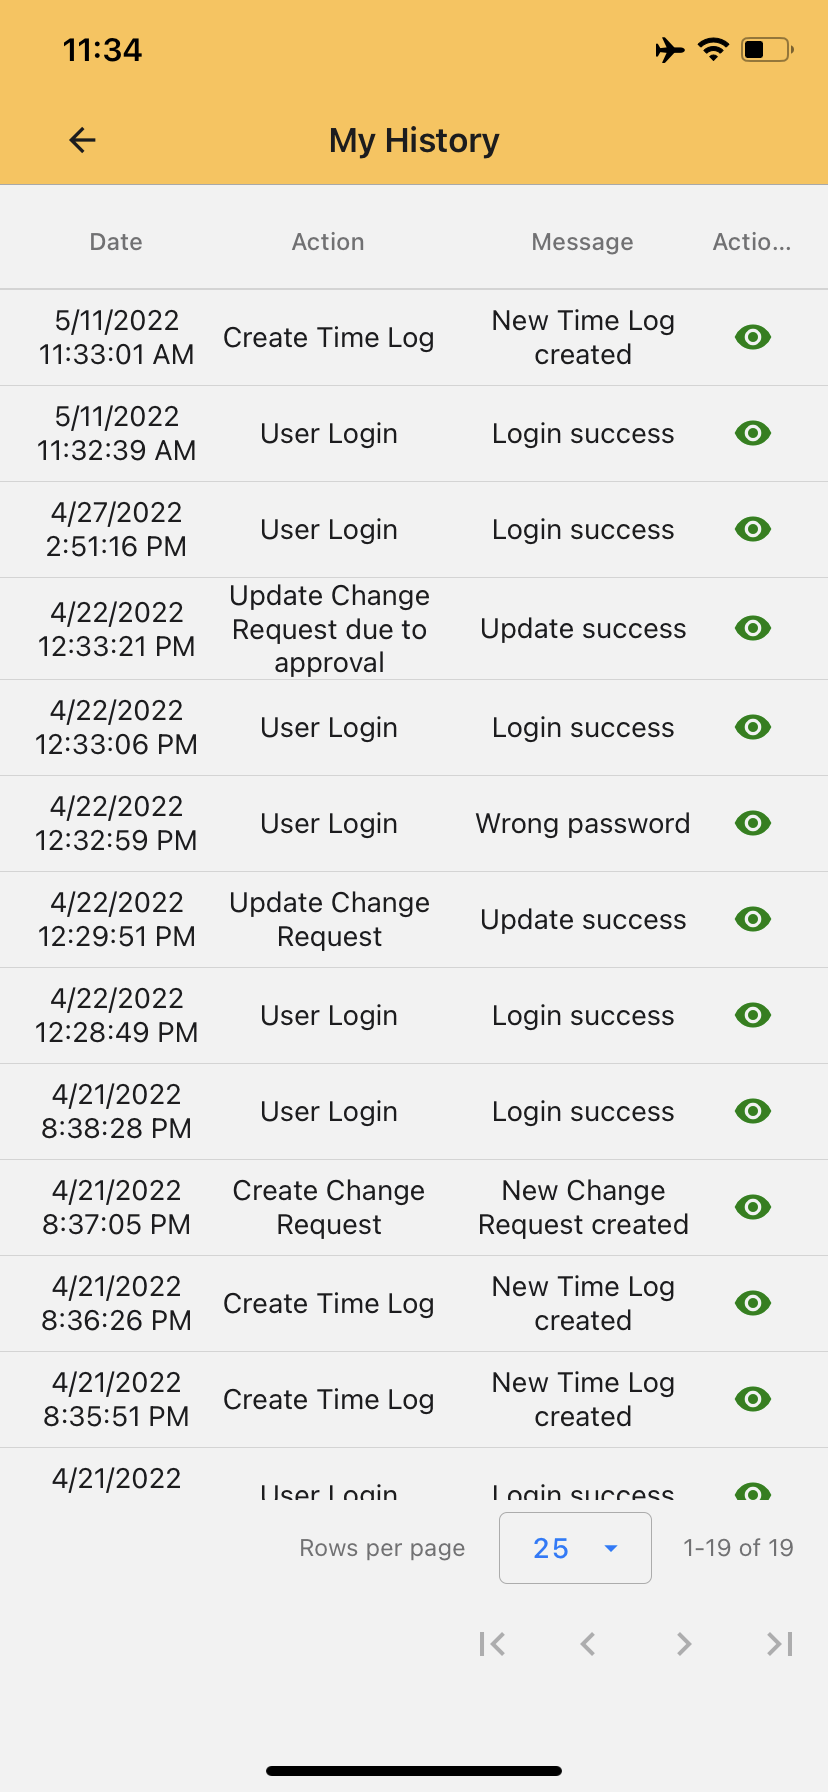 11:34
My History
Date Action Message Actio...
5/11/2022
11:33:01 AM
Create Time Log
New Time Log
created
5/11/2022
11:32:39 AM
User Login
Login success
4/27/2022
2:51:16 PM
User Login
Login success
4/22/2022
12:33:21 PM
Update Change
Request due to
approval
Update success
4/22/2022
12:33:06 PM
User Login
Login success
4/22/2022
12:32:59 PM
User Login
Wrong password
4/22/2022
12:29:51 PM
Update Change
Request
Update success
4/22/2022
12:28:49 PM
User Login
Login success
4/21/2022
8:38:28 PM
User Login
Login success
4/21/2022
8:37:05 PM
Create Change
Request
New Change
Request created
4/21/2022
8:36:26 PM
Create Time Log
New Time Log
created
4/21/2022
8:35:51 PM
Create Time Log
New Time Log
created
4/21/2022
User Login
Login success
Rows per page 25 1-19 of 19